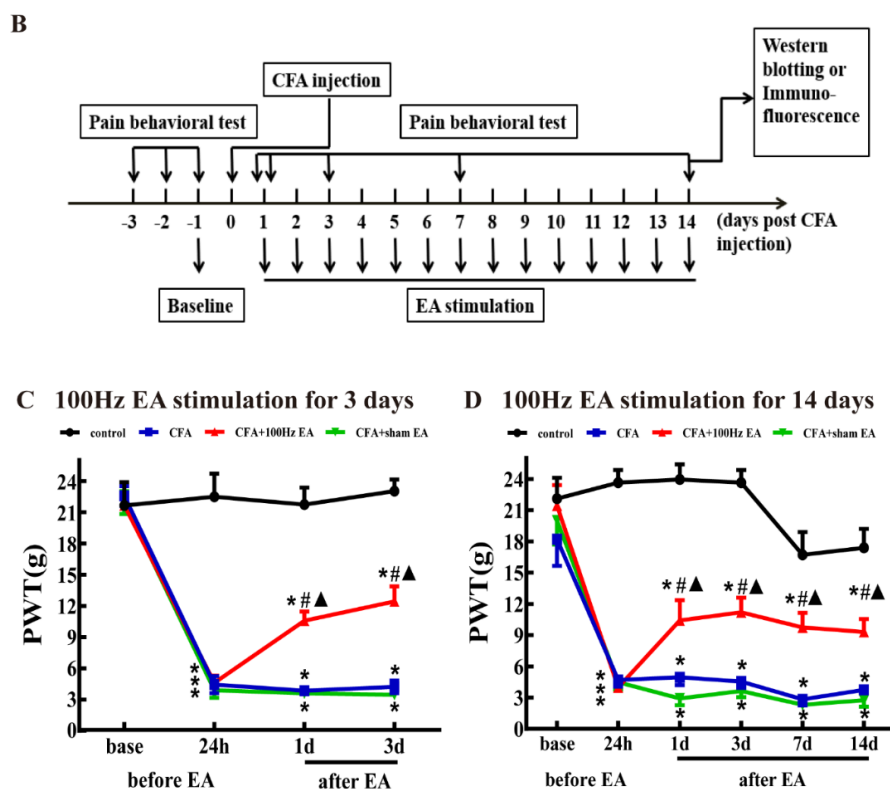 B
CFA injection
Pain behavioral test
Pain behavioral test
Western
blotting or
Immuno-
fluorescence
-3 -2 -1 0 1 2 3 4 5 6 7 8 9 10 11 12 13 14 (days post CFA
injection)
Baseline
EA stimulation
C 100Hz EA stimulation for 3 days
control CFA CFA+100Hz EA CFA+sham EA
PWT(g)
24
21
18
15
12
9
6
3
0
*#▲
*#▲
***
* *
* *
base 24h 1d 3d
before EA after EA
D 100Hz EA stimulation for 14 days
control CFA CFA+100Hz EA CFA+sham EA
PWT(g)
24
21
18
15
12
9
6
3
0
*#▲ *#▲ *#▲ *#▲
***
* * * *
* * * *
base 24h 1d 3d 7d 14d
before EA after EA